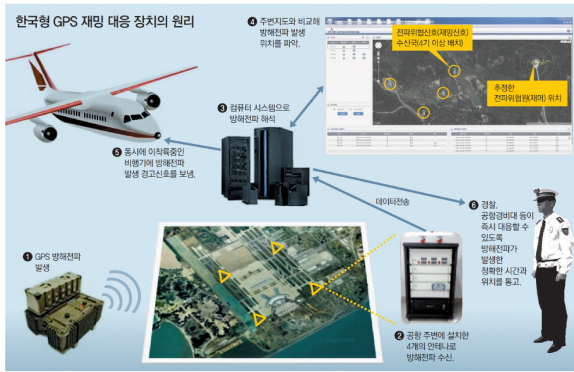 한국형 GPS 재밍 대응 장치의 원리
❹ 주변지도와 비교해
방해전파 발생
위치를 파악.
전파위협신호(재밍신호)
수신국(4기 이상 배치)
추정한
전파위협원(재머) 위치
❸ 컴퓨터 시스템으로
방해전파 해석
❺ 동시에 이착륙중인
비행기에 방해전파
발생 경고신호를 보냄.
데이터전송
❻ 경찰,
공항경비대 등이
즉시 대응할 수
있도록
방해전파가
발생한
정확한 시간과
위치를 통고.
❶ GPS 방해전파
발생
❷ 공항 주변에 설치한
4개의 안테나로
방해전파 수신.